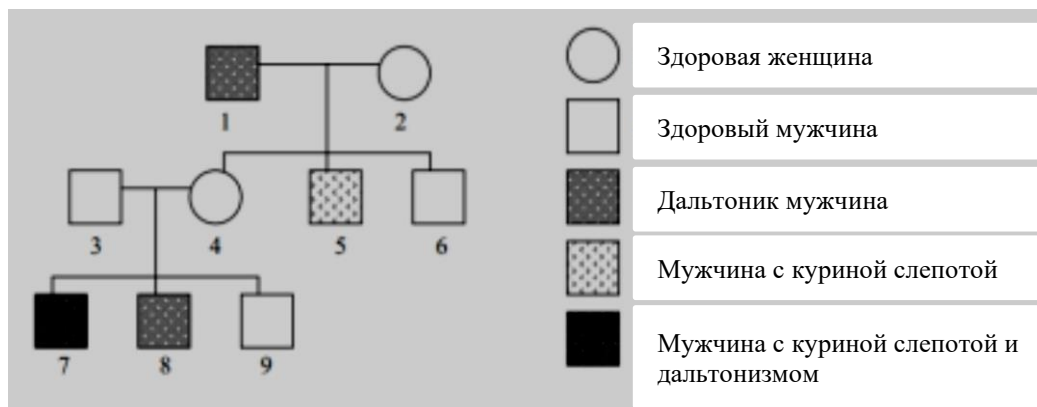 1
2
Здоровая женщина
Здоровый мужчина
3
4
5
6
Дальтоник мужчина
Мужчина с куриной слепотой
7
8
9
Мужчина с куриной слепотой и
дальтонизмом